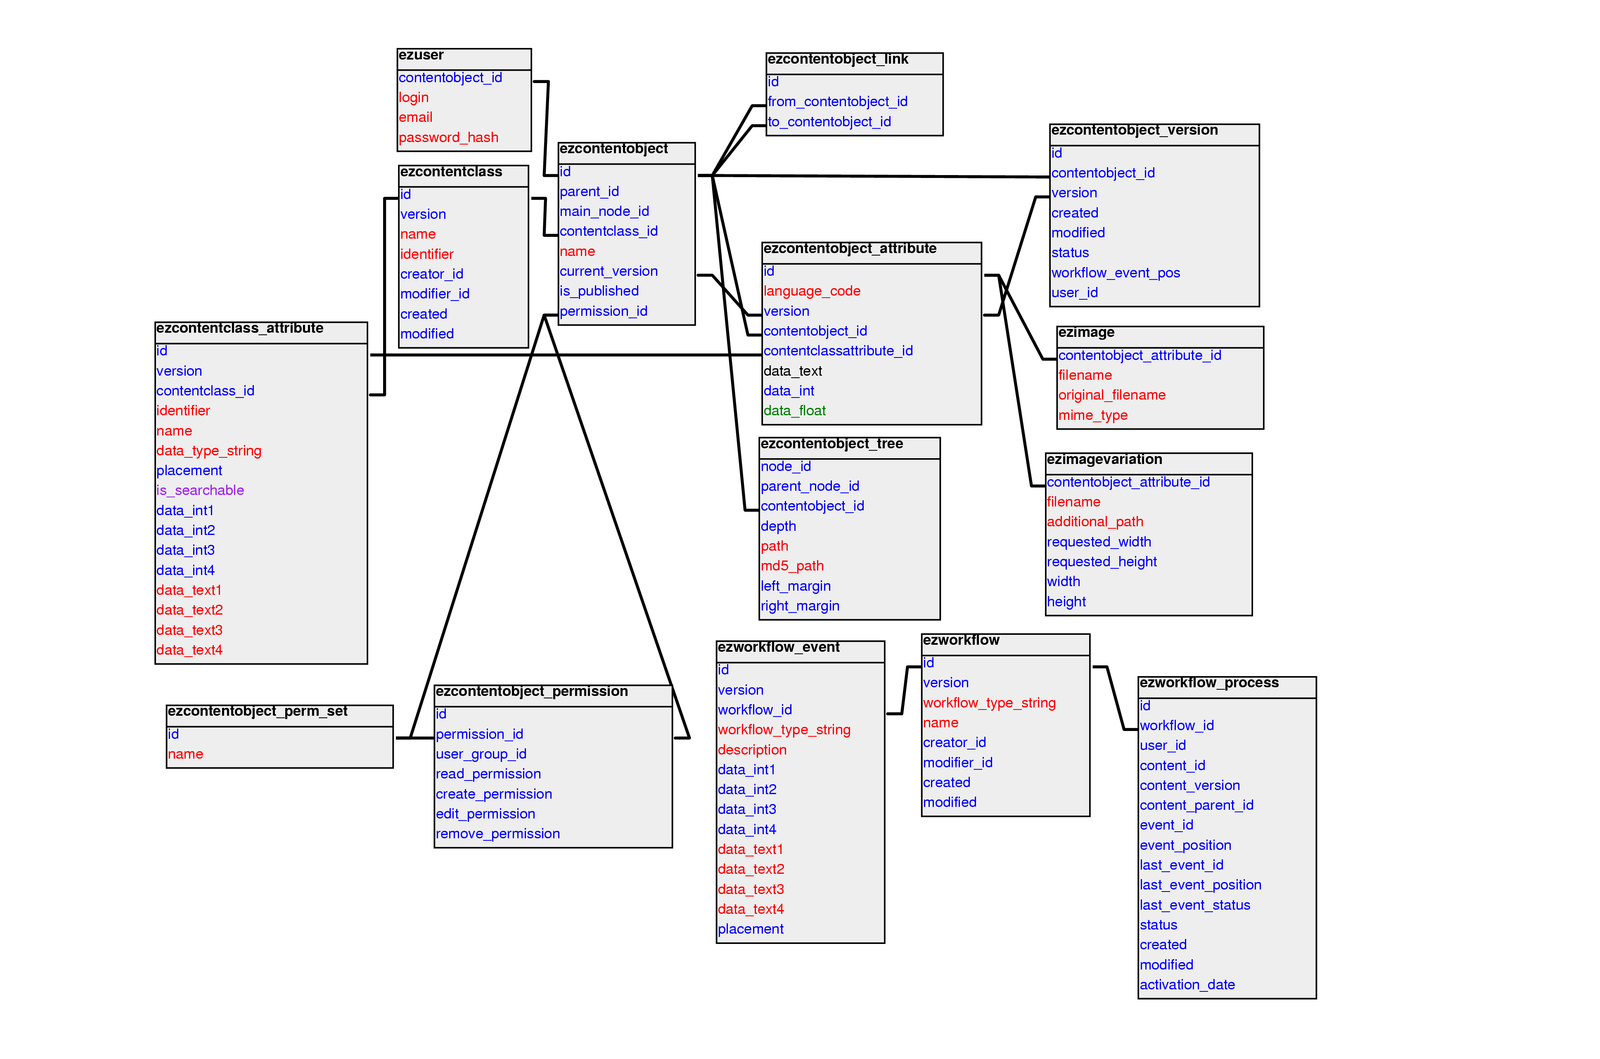 ezuser
contentobject_id
login
email
password_hash
ezcontentclass
id
version
name
identifier
creator_id
modifier_id
created
modified
ezcontentobject
id
parent_id
main_node_id
contentclass_id
name
current_version
is_published
permission_id
ezcontentobject_link
id
from_contentobject_id
to_contentobject_id
ezcontentobject_version
id
contentobject_id
version
created
modified
status
workflow_event_pos
user_id
ezcontentobject_attribute
id
language_code
version
contentobject_id
contentclassattribute_id
data_text
data_int
data_float
ezimage
contentobject_attribute_id
filename
original_filename
mime_type
ezcontentclass_attribute
id
version
contentclass_id
identifier
name
data_type_string
placement
is_searchable
data_int1
data_int2
data_int3
data_int4
data_text1
data_text2
data_text3
data_text4
ezcontentobject_tree
node_id
parent_node_id
contentobject_id
depth
path
md5_path
left_margin
right_margin
ezimagevariation
contentobject_attribute_id
filename
additional_path
requested_width
requested_height
width
height
ezcontentobject_perm_set
id
name
ezcontentobject_permission
id
permission_id
user_group_id
read_permission
create_permission
edit_permission
remove_permission
ezworkflow_event
id
version
workflow_id
workflow_type_string
description
data_int1
data_int2
data_int3
data_int4
data_text1
data_text2
data_text3
data_text4
placement
ezworkflow
id
version
workflow_type_string
name
creator_id
modifier_id
created
modified
ezworkflow_process
id
workflow_id
user_id
content_id
content_version
content_parent_id
event_id
event_position
last_event_id
last_event_position
last_event_status
status
created
modified
activation_date